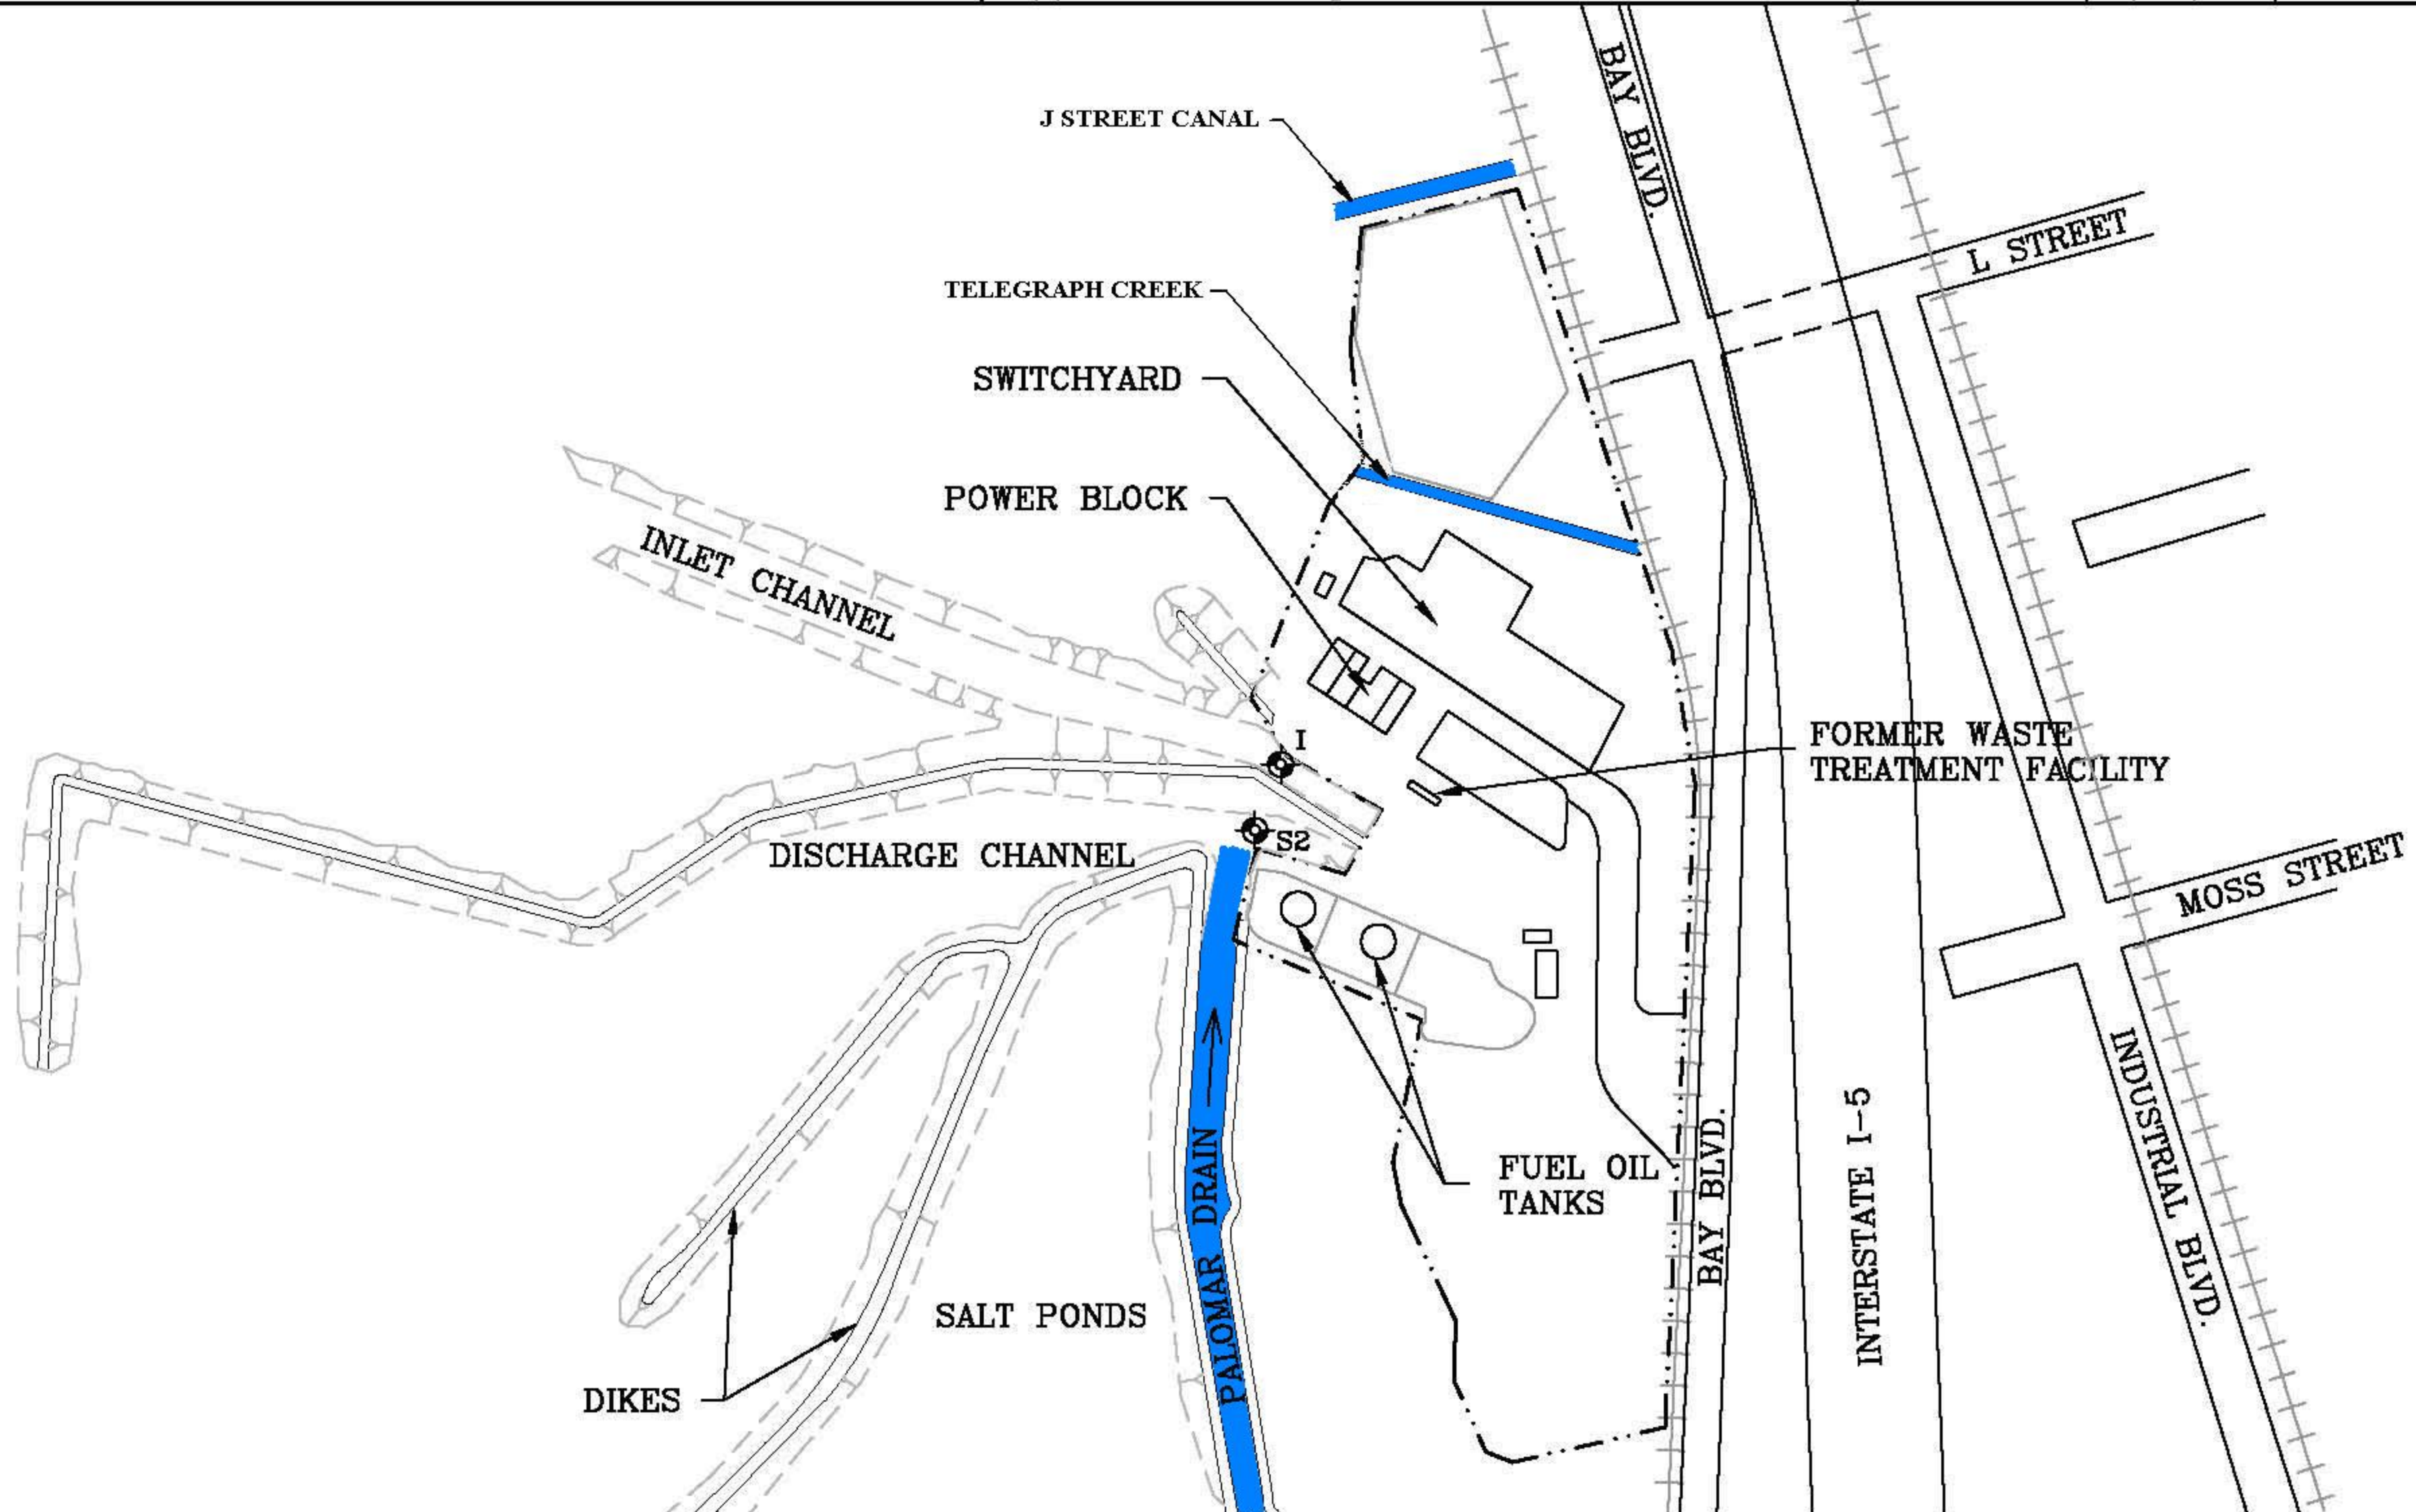 BAY BLVD.
J STREET CANAL
L STREET
TELEGRAPH CREEK
SWITCHYARD
POWER BLOCK
INLET CHANNEL
I
FORMER WASTE
TREATMENT FACILITY
S2
DISCHARGE CHANNEL
MOSS STREET
PALOMAR DRAIN
FUEL OIL
TANKS
BAY BLVD.
INTERSTATE I-5
INDUSTRIAL BLVD.
SALT PONDS
DIKES